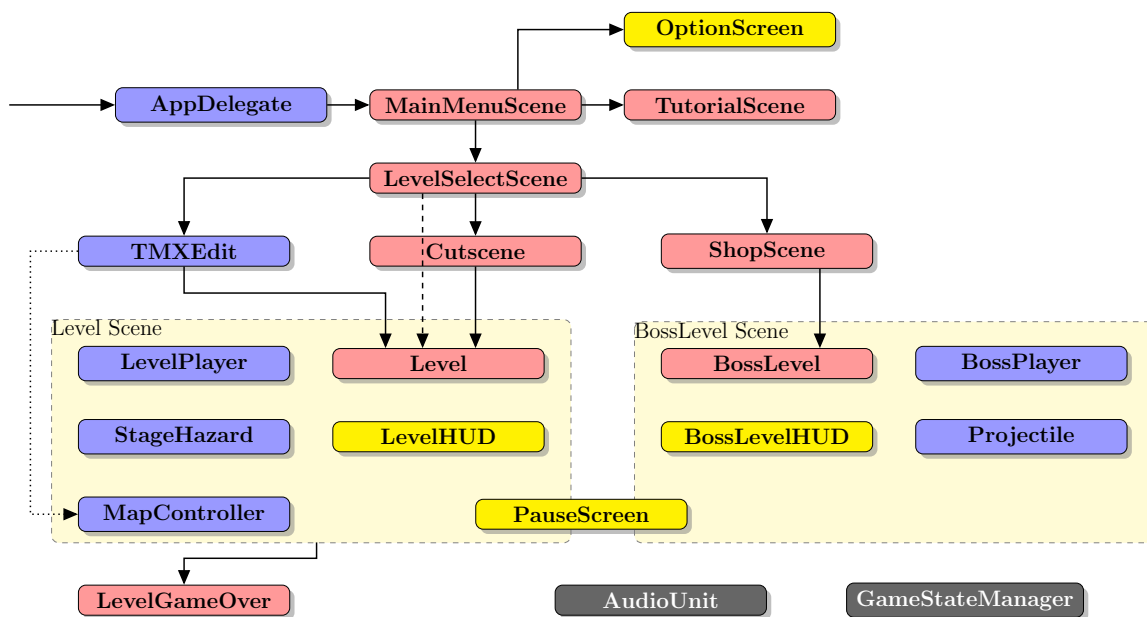 OptionScreen
AppDelegate
MainMenuScene
TutorialScene
LevelSelectScene
TMXEdit
Cutscene
ShopScene
Level Scene
BossLevel Scene
LevelPlayer
Level
BossLevel
BossPlayer
StageHazard
LevelHUD
BossLevelHUD
Projectile
MapController
PauseScreen
LevelGameOver
AudioUnit
GameStateManager